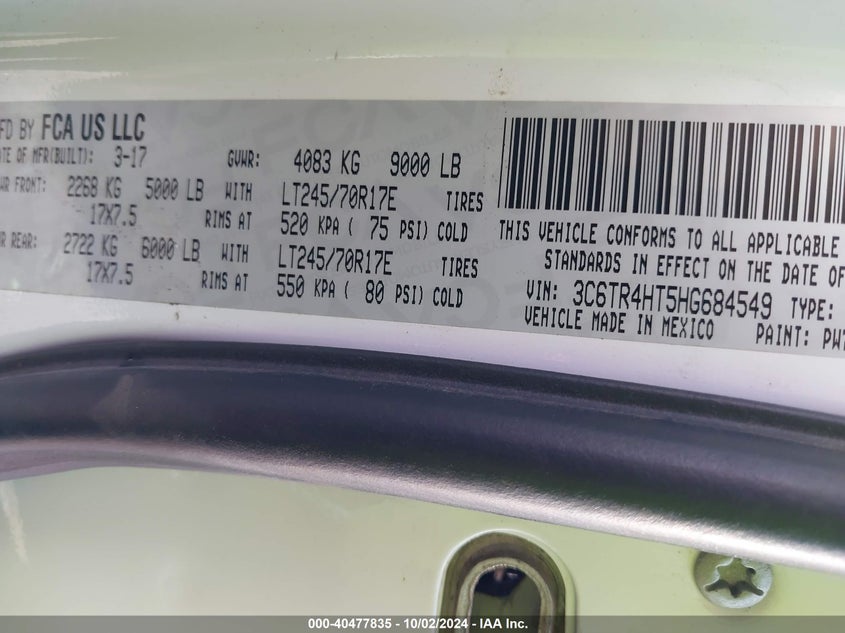 FD BY FCA US LLC
ATE OF MFR(BUILT): 3-17 GVWR: 4083 KG 9000 LB
WR FRONT: 2268 KG 5000 LB WITH LT245/70R17E TIRES
17X7.5 RIMS AT 520 KPA ( 75 PSI) COLD
WR REAR: 2722 KG 6000 LB WITH LT245/70R17E TIRES
17X7.5 RIMS AT 550 KPA ( 80 PSI) COLD
THIS VEHICLE CONFORMS TO ALL APPLICABLE
STANDARDS IN EFFECT ON THE DATE OF
VIN: 3C6TR4HT5HG684549 TYPE:
VEHICLE MADE IN MEXICO PAINT: PW7
000-40477835 - 10/02/2024 - IAA Inc.